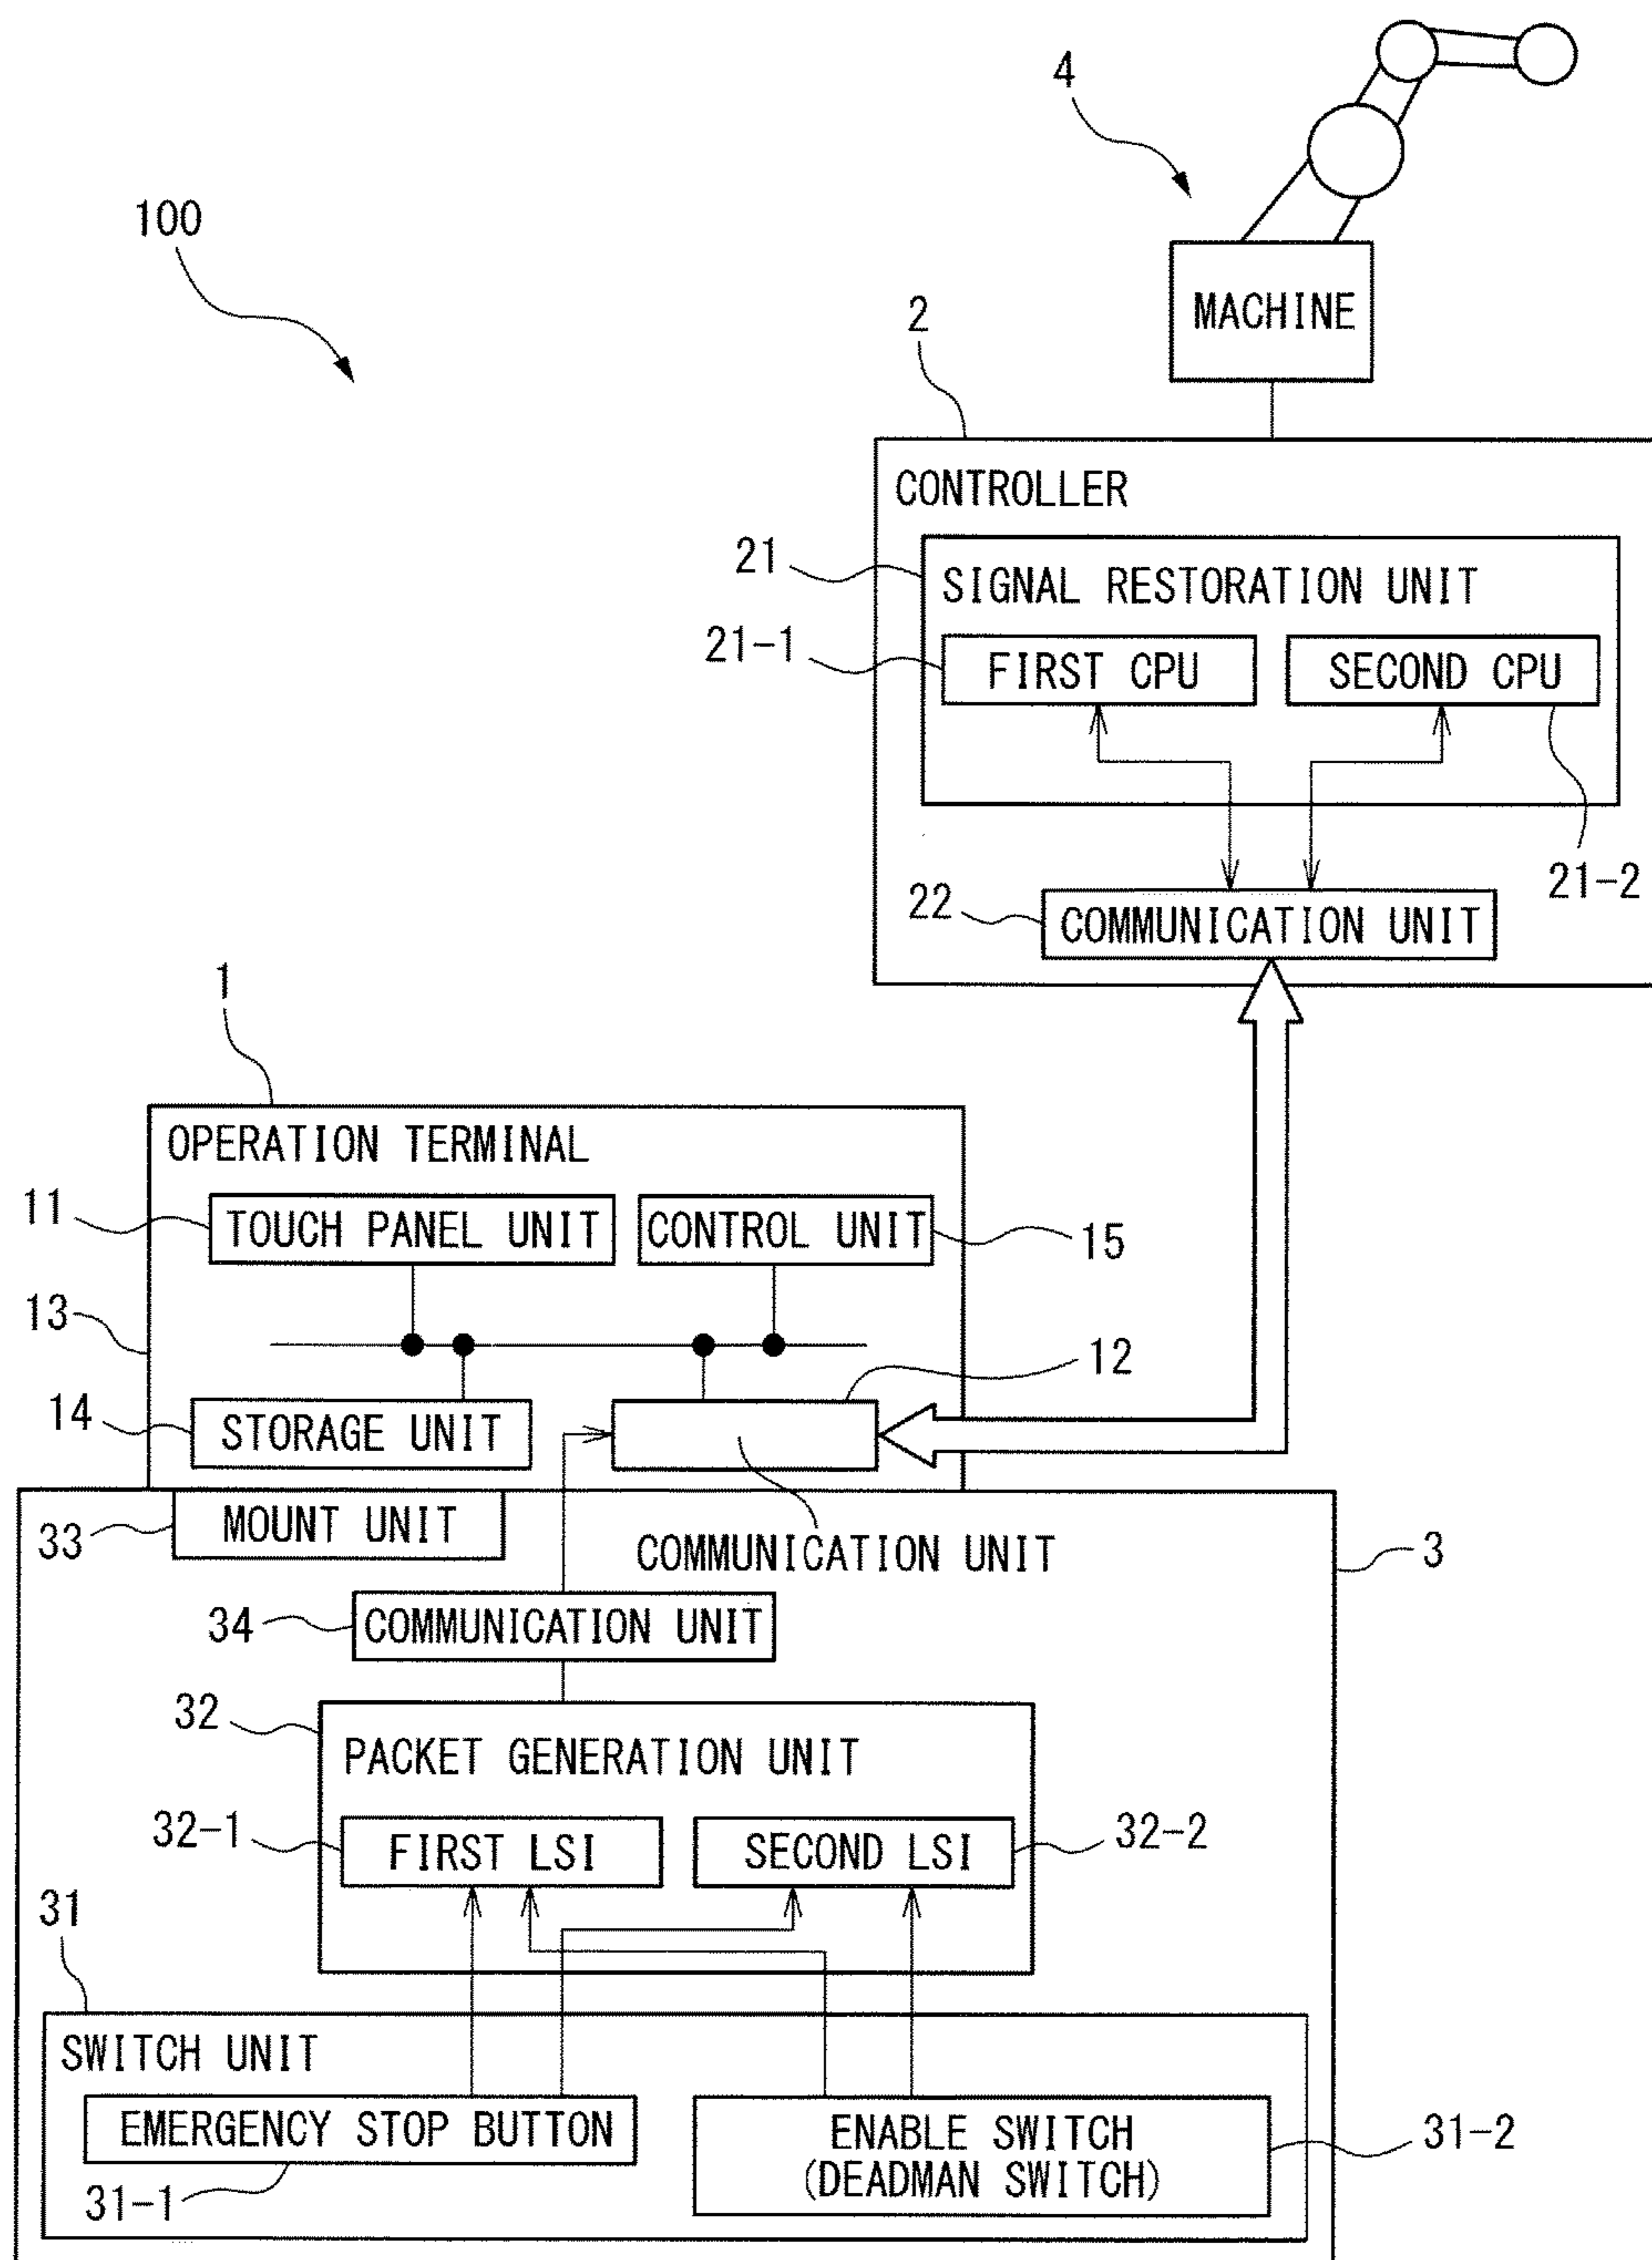 4
100
MACHINE
2
CONTROLLER
21
SIGNAL RESTORATION UNIT
21-1
FIRST CPU
SECOND CPU
21-2
22
COMMUNICATION UNIT
1
OPERATION TERMINAL
11
TOUCH PANEL UNIT
CONTROL UNIT
15
13
12
14
STORAGE UNIT
33
MOUNT UNIT
COMMUNICATION UNIT
3
34
COMMUNICATION UNIT
32
PACKET GENERATION UNIT
32-1
FIRST LSI
SECOND LSI
32-2
31
SWITCH UNIT
EMERGENCY STOP BUTTON
ENABLE SWITCH
(DEADMAN SWITCH)
31-2
31-1